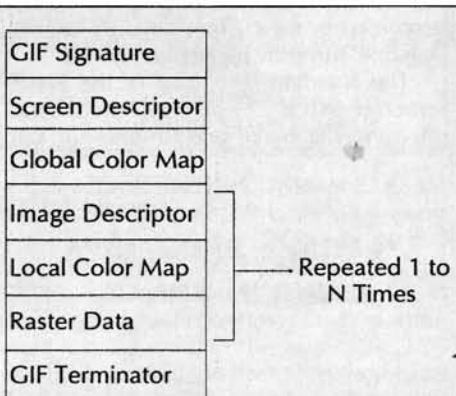 GIF Signature
Screen Descriptor
Global Color Map
Image Descriptor
Local Color Map
Repeated 1 to
N Times
Raster Data
GIF Terminator